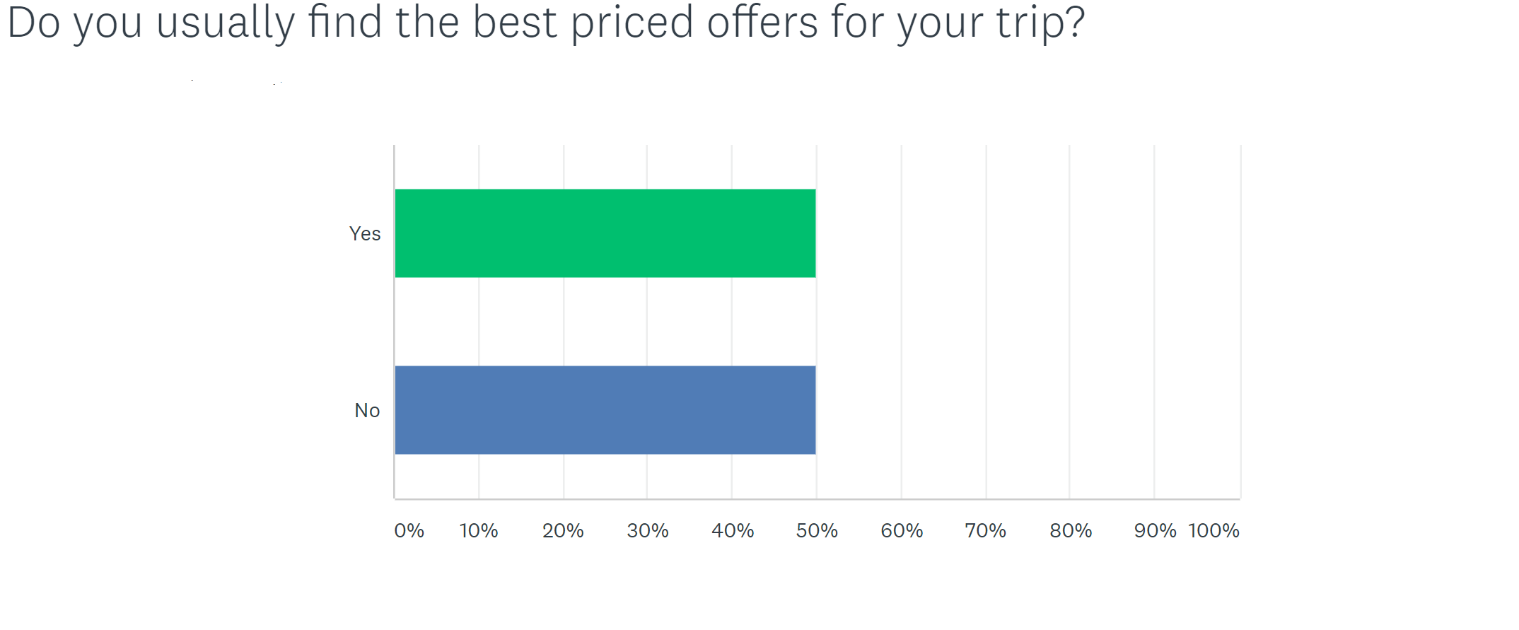 Do you usually find the best priced offers for your trip?
Yes
No
0% 10% 20% 30% 40% 50% 60% 70% 80% 90% 100%